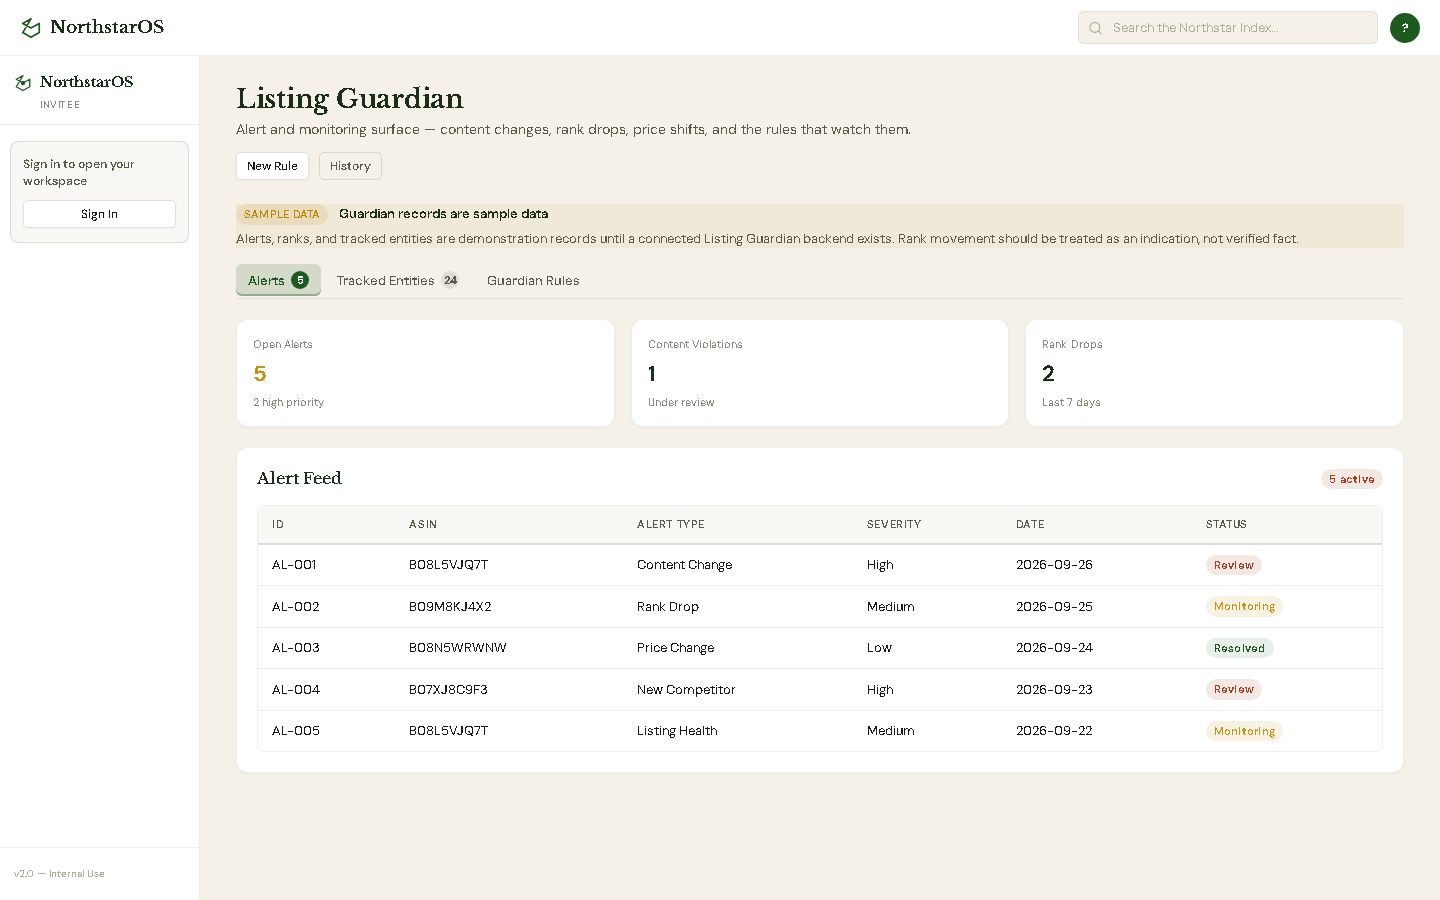 NorthstarOS
Search the Northstar Index...
?
NorthstarOS
INVITEE
Sign in to open your
workspace
Sign In
v2.0 — Internal Use
Listing Guardian
Alert and monitoring surface — content changes, rank drops, price shifts, and the rules that watch them.
New Rule History
SAMPLE DATA Guardian records are sample data
Alerts, ranks, and tracked entities are demonstration records until a connected Listing Guardian backend exists. Rank movement should be treated as an indication, not verified fact.
Alerts 5 Tracked Entities 24 Guardian Rules
Open Alerts
5
2 high priority
Content Violations
1
Under review
Rank Drops
2
Last 7 days
Alert Feed 5 active
ID ASIN ALERT TYPE SEVERITY DATE STATUS
AL-001 B08L5VJQ7T Content Change High 2026-09-26 Review
AL-002 B09M8KJ4X2 Rank Drop Medium 2026-09-25 Monitoring
AL-003 B08N5WRWNW Price Change Low 2026-09-24 Resolved
AL-004 B07XJ8C9F3 New Competitor High 2026-09-23 Review
AL-005 B08L5VJQ7T Listing Health Medium 2026-09-22 Monitoring